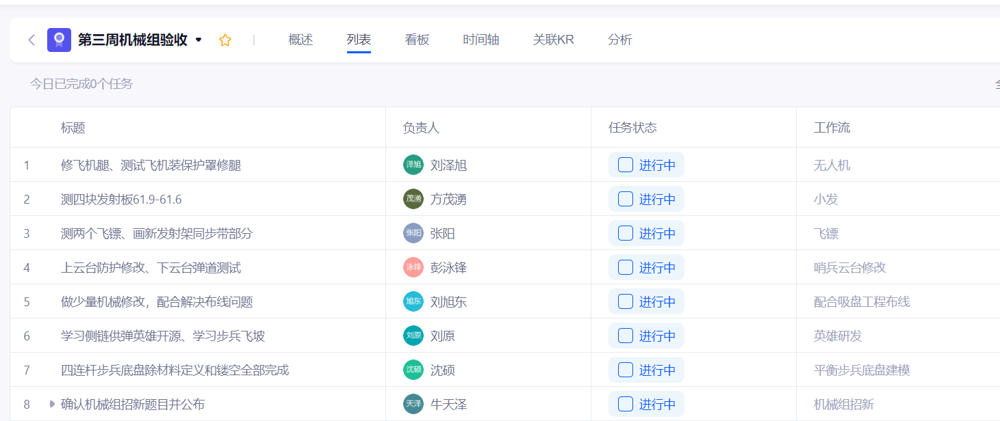 第三周机械组验收 概述 列表 看板 时间轴 关联KR 分析
今日已完成0个任务
标题 负责人 任务状态 工作流
1 修飞机腿、测试飞机装保护罩修腿 泽旭 刘泽旭 进行中 无人机
2 测四块发射板61.9-61.6 茂湧 方茂湧 进行中 小发
3 测两个飞镖、画新发射架同步带部分 张阳 张阳 进行中 飞镖
4 上云台防护修改、下云台弹道测试 泳锋 彭泳锋 进行中 哨兵云台修改
5 做少量机械修改，配合解决布线问题 旭东 刘旭东 进行中 配合吸盘工程布线
6 学习侧链供弹英雄开源、学习步兵飞坡 刘原 刘原 进行中 英雄研发
7 四连杆步兵底盘除材料定义和镂空全部完成 沈硕 沈硕 进行中 平衡步兵底盘建模
8 确认机械组招新题目并公布 天泽 牛天泽 进行中 机械组招新